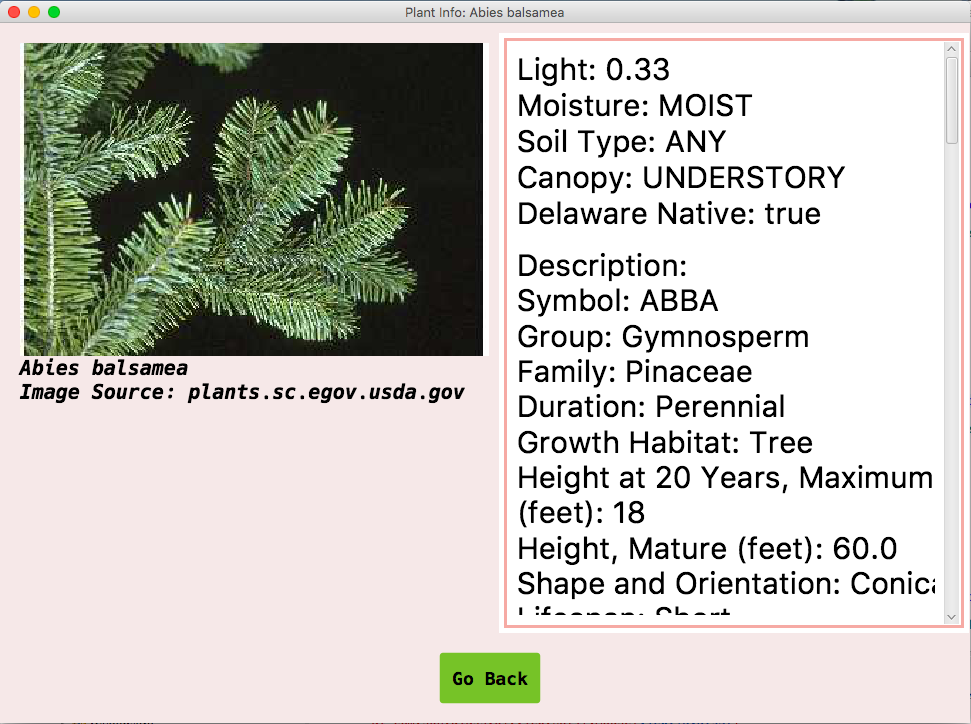 Plant Info: Abies balsamea
Abies balsamea
Image Source: plants.sc.egov.usda.gov
Light: 0.33
Moisture: MOIST
Soil Type: ANY
Canopy: UNDERSTORY
Delaware Native: true
Description:
Symbol: ABBA
Group: Gymnosperm
Family: Pinaceae
Duration: Perennial
Growth Habitat: Tree
Height at 20 Years, Maximum
(feet): 18
Height, Mature (feet): 60.0
Shape and Orientation: Conica
Lifespan: Short
Go Back